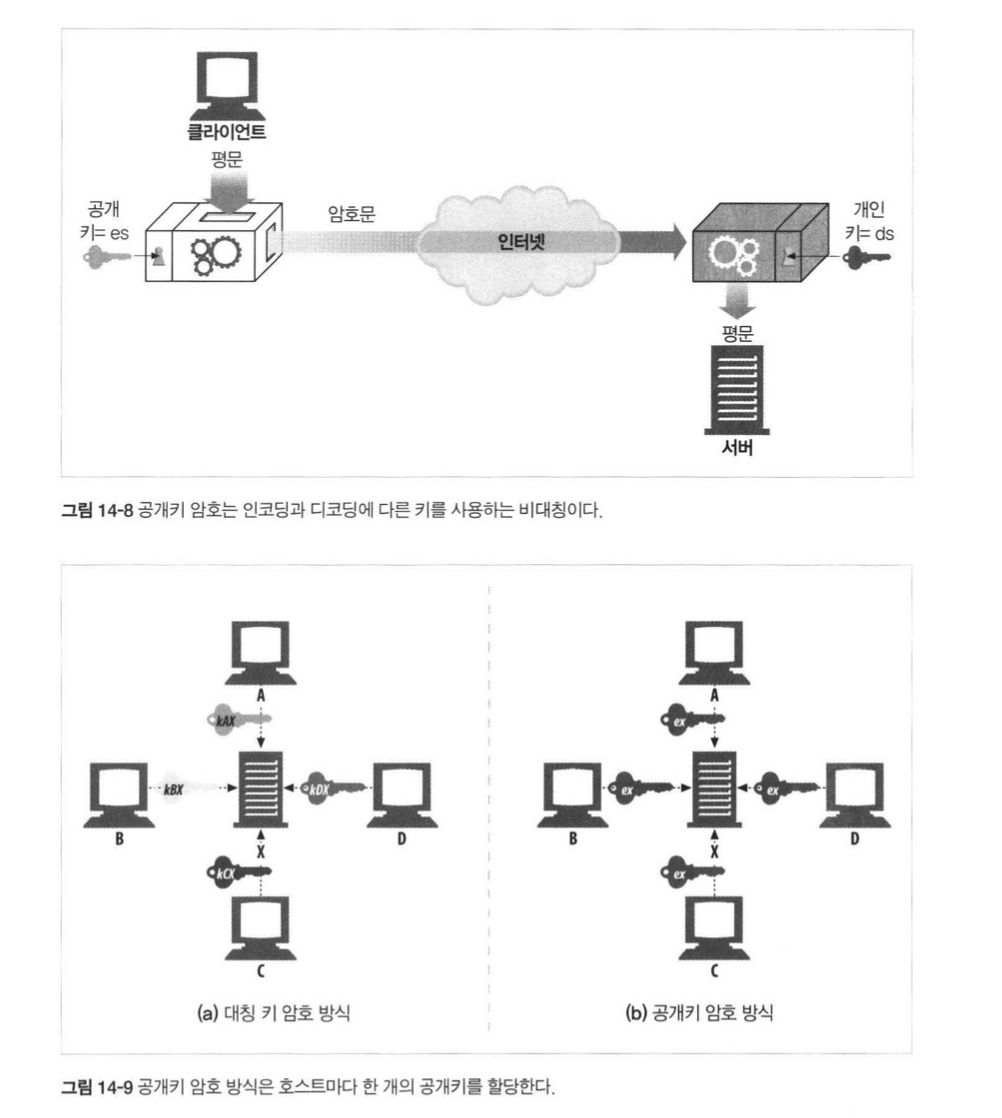 클라이언트
평문
공개
키= es
암호문
인터넷
개인
키= ds
평문
서버
그림 14-8 공개키 암호는 인코딩과 디코딩에 다른 키를 사용하는 비대칭이다.
A
kAX
kBX
kDX
B
D
X
kCX
C
(a) 대칭 키 암호 방식
A
ex
ex
ex
B
D
X
ex
C
(b) 공개키 암호 방식
그림 14-9 공개키 암호 방식은 호스트마다 한 개의 공개키를 할당한다.